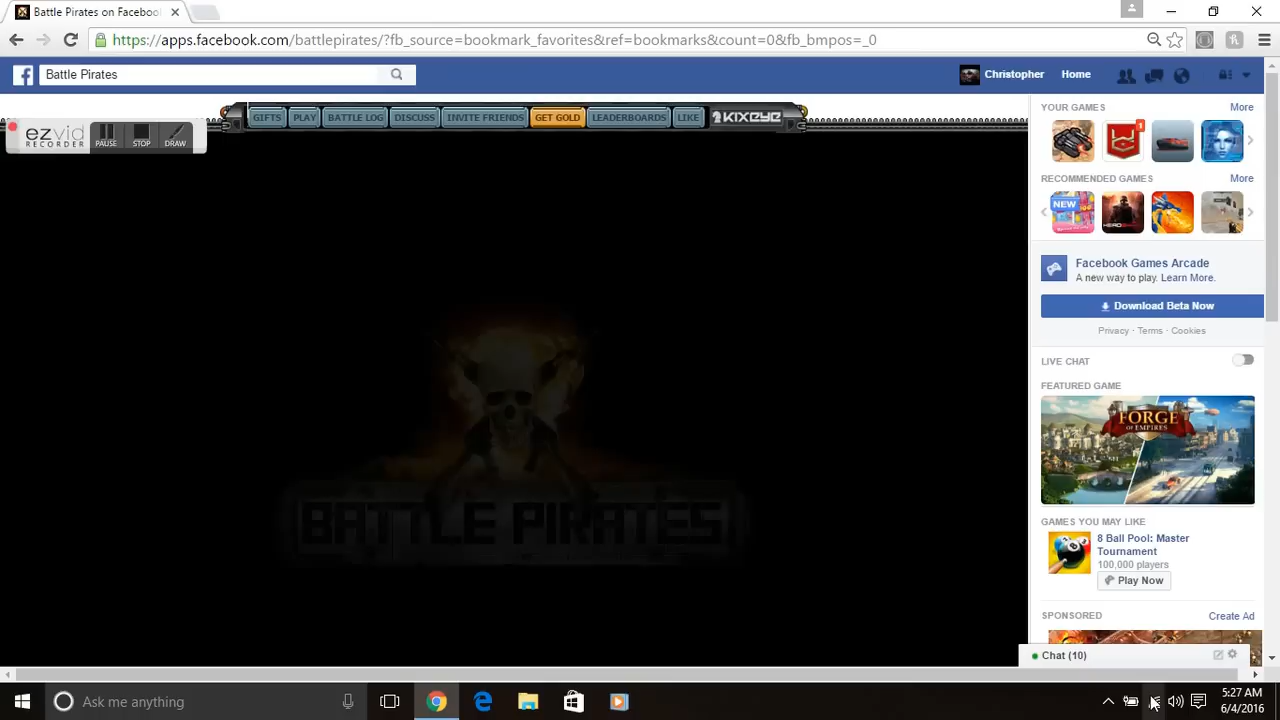 Battle Pirates on Faceboo
https://apps.facebook.com/battlepirates/?fb_source=bookmark_favorites&ref=bookmarks&count=0&fb_bmpos=_0
Battle Pirates
Christopher
Home
GIFTS
PLAY
BATTLE LOG
DISCUSS
INVITE FRIENDS
GET GOLD
LEADERBOARDS
LIKE
KIXEYE
ezvid
RECORDER
PAUSE
STOP
DRAW
BATTLE PIRATES
YOUR GAMES
More
1
RECOMMENDED GAMES
More
NEW
Facebook Games Arcade
A new way to play. Learn More.
Download Beta Now
Privacy · Terms · Cookies
LIVE CHAT
FEATURED GAME
FORGE
OF EMPIRES
GAMES YOU MAY LIKE
8 Ball Pool: Master
Tournament
100,000 players
Play Now
SPONSORED
Create Ad
Chat (10)
Ask me anything
5:27 AM
6/4/2016